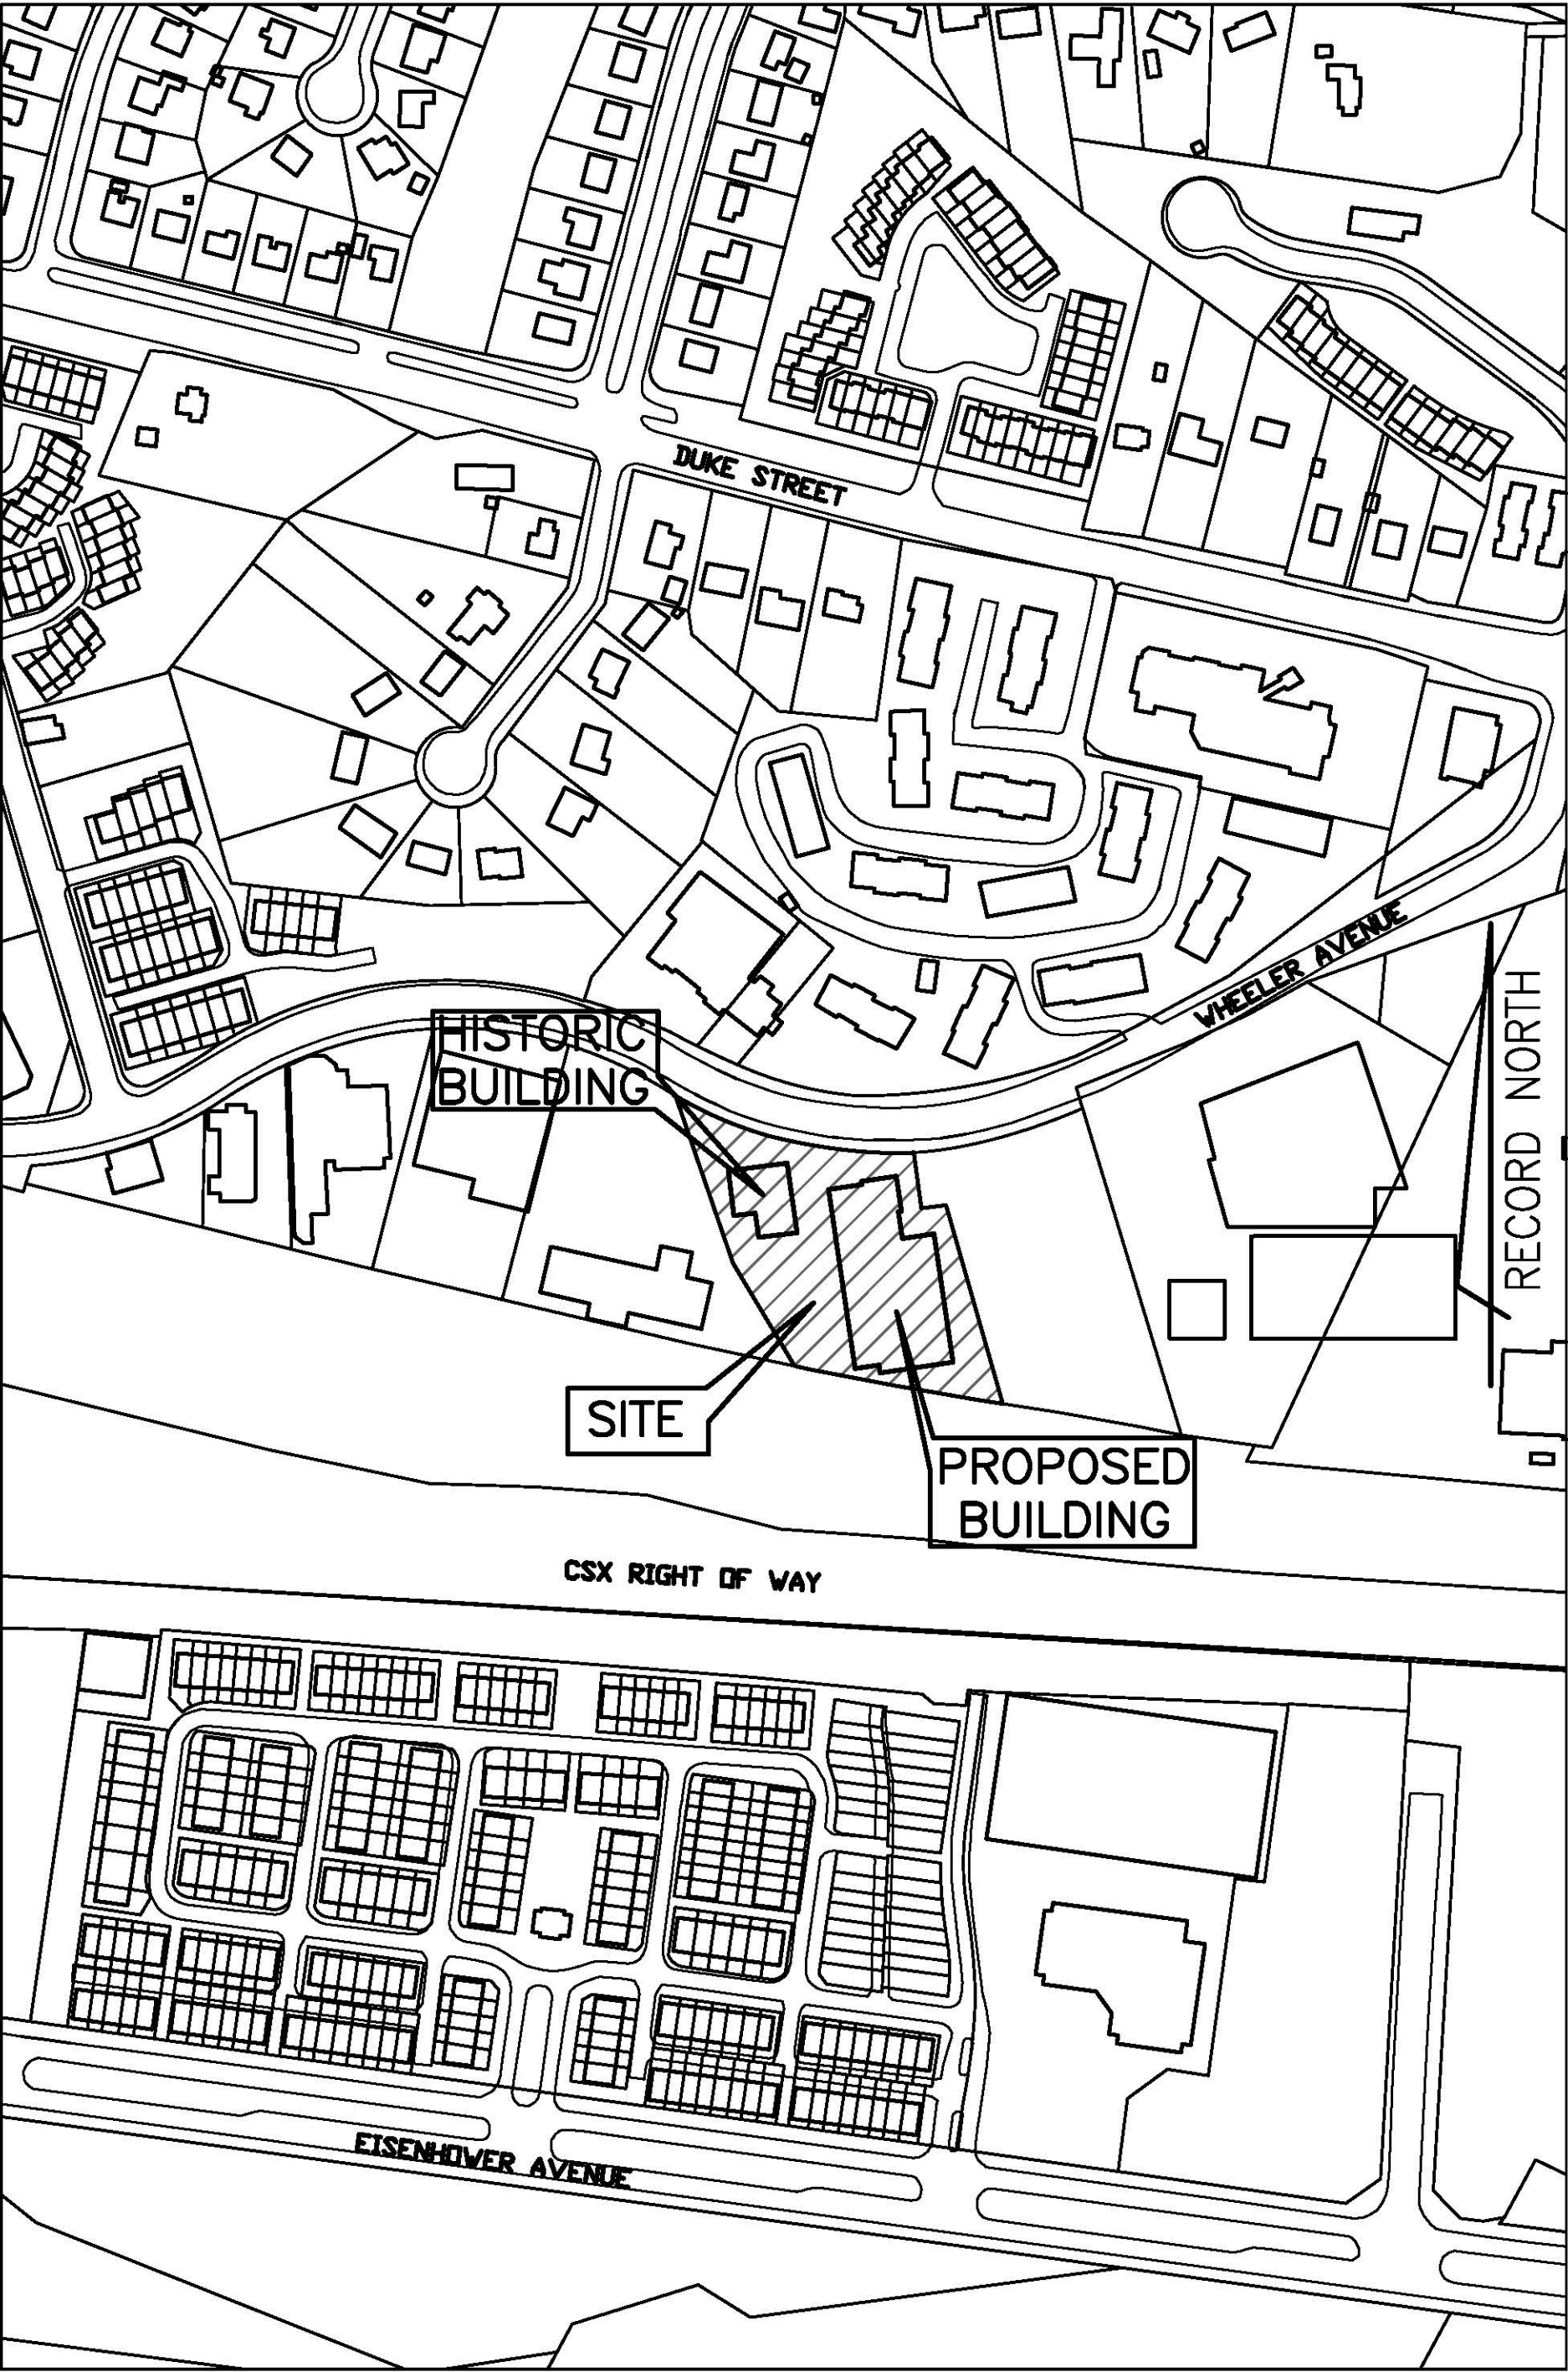 DUKE STREET
WHEELER AVENUE
RECORD NORTH
HISTORIC
BUILDING
SITE
PROPOSED
BUILDING
CSX RIGHT OF WAY
EISENHOWER AVENUE